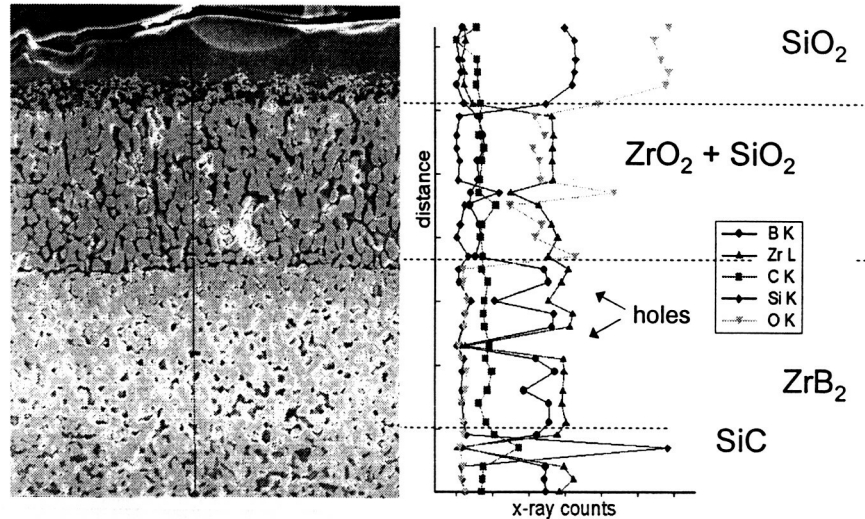 SiO₂
ZrO₂ + SiO₂
distance
B K
Zr L
C K
Si K
O K
holes
ZrB₂
SiC
x-ray counts